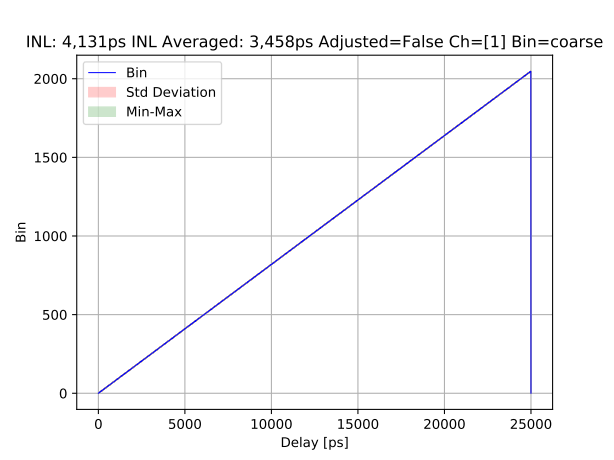 INL: 4,131ps INL Averaged: 3,458ps Adjusted=False Ch=[1] Bin=coarse
Bin
Std Deviation
Min-Max
2000
1500
1000
500
0
Bin
0 5000 10000 15000 20000 25000
Delay [ps]